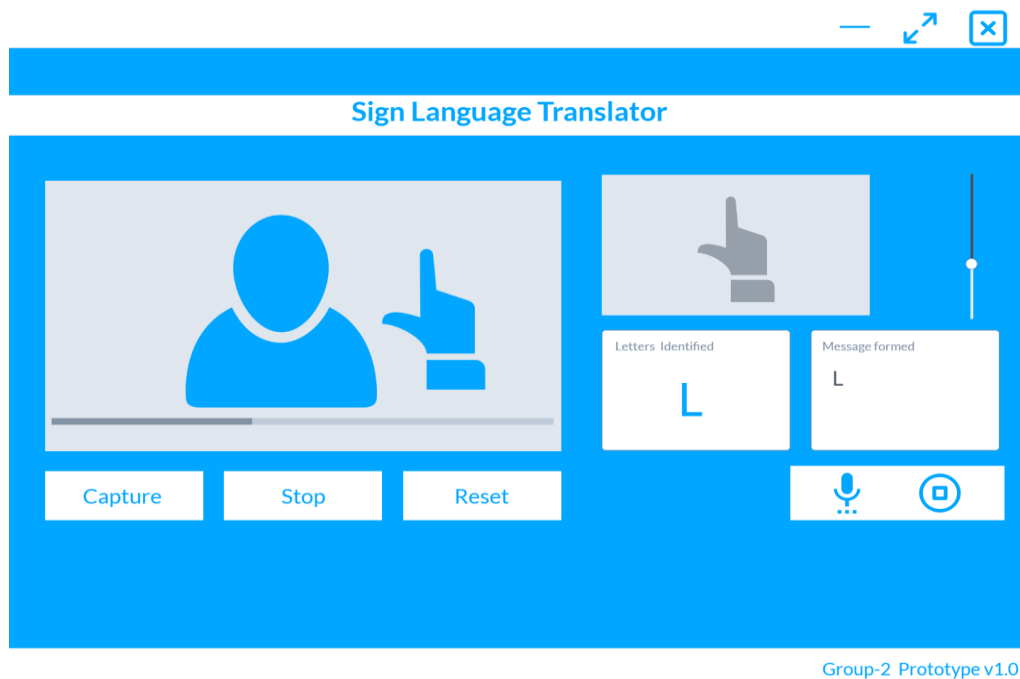 Sign Language Translator
Letters Identified
L
Message formed
L
Capture
Stop
Reset
Group-2 Prototype v1.0